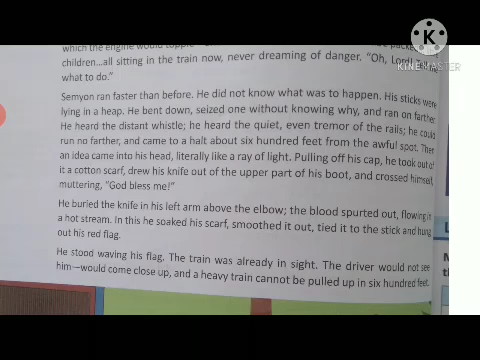 which the engine would topple
children...all sitting in the train now, never dreaming of danger. "Oh, Lord! Tell me
what to do."
Semyon ran faster than before. He did not know what was to happen. His sticks were
lying in a heap. He bent down, seized one without knowing why, and ran on farther.
He heard the distant whistle; he heard the quiet, even tremor of the rails; he could
run no farther, and came to a halt about six hundred feet from the awful spot. Then
an idea came into his head, literally like a ray of light. Pulling off his cap, he took out of
it a cotton scarf, drew his knife out of the upper part of his boot, and crossed himself,
muttering, "God bless me!"
He buried the knife in his left arm above the elbow; the blood spurted out, flowing in
a hot stream. In this he soaked his scarf, smoothed it out, tied it to the stick and hung
out his red flag.
He stood waving his flag. The train was already in sight. The driver would not see
him—would come close up, and a heavy train cannot be pulled up in six hundred feet.
KINEMASTER